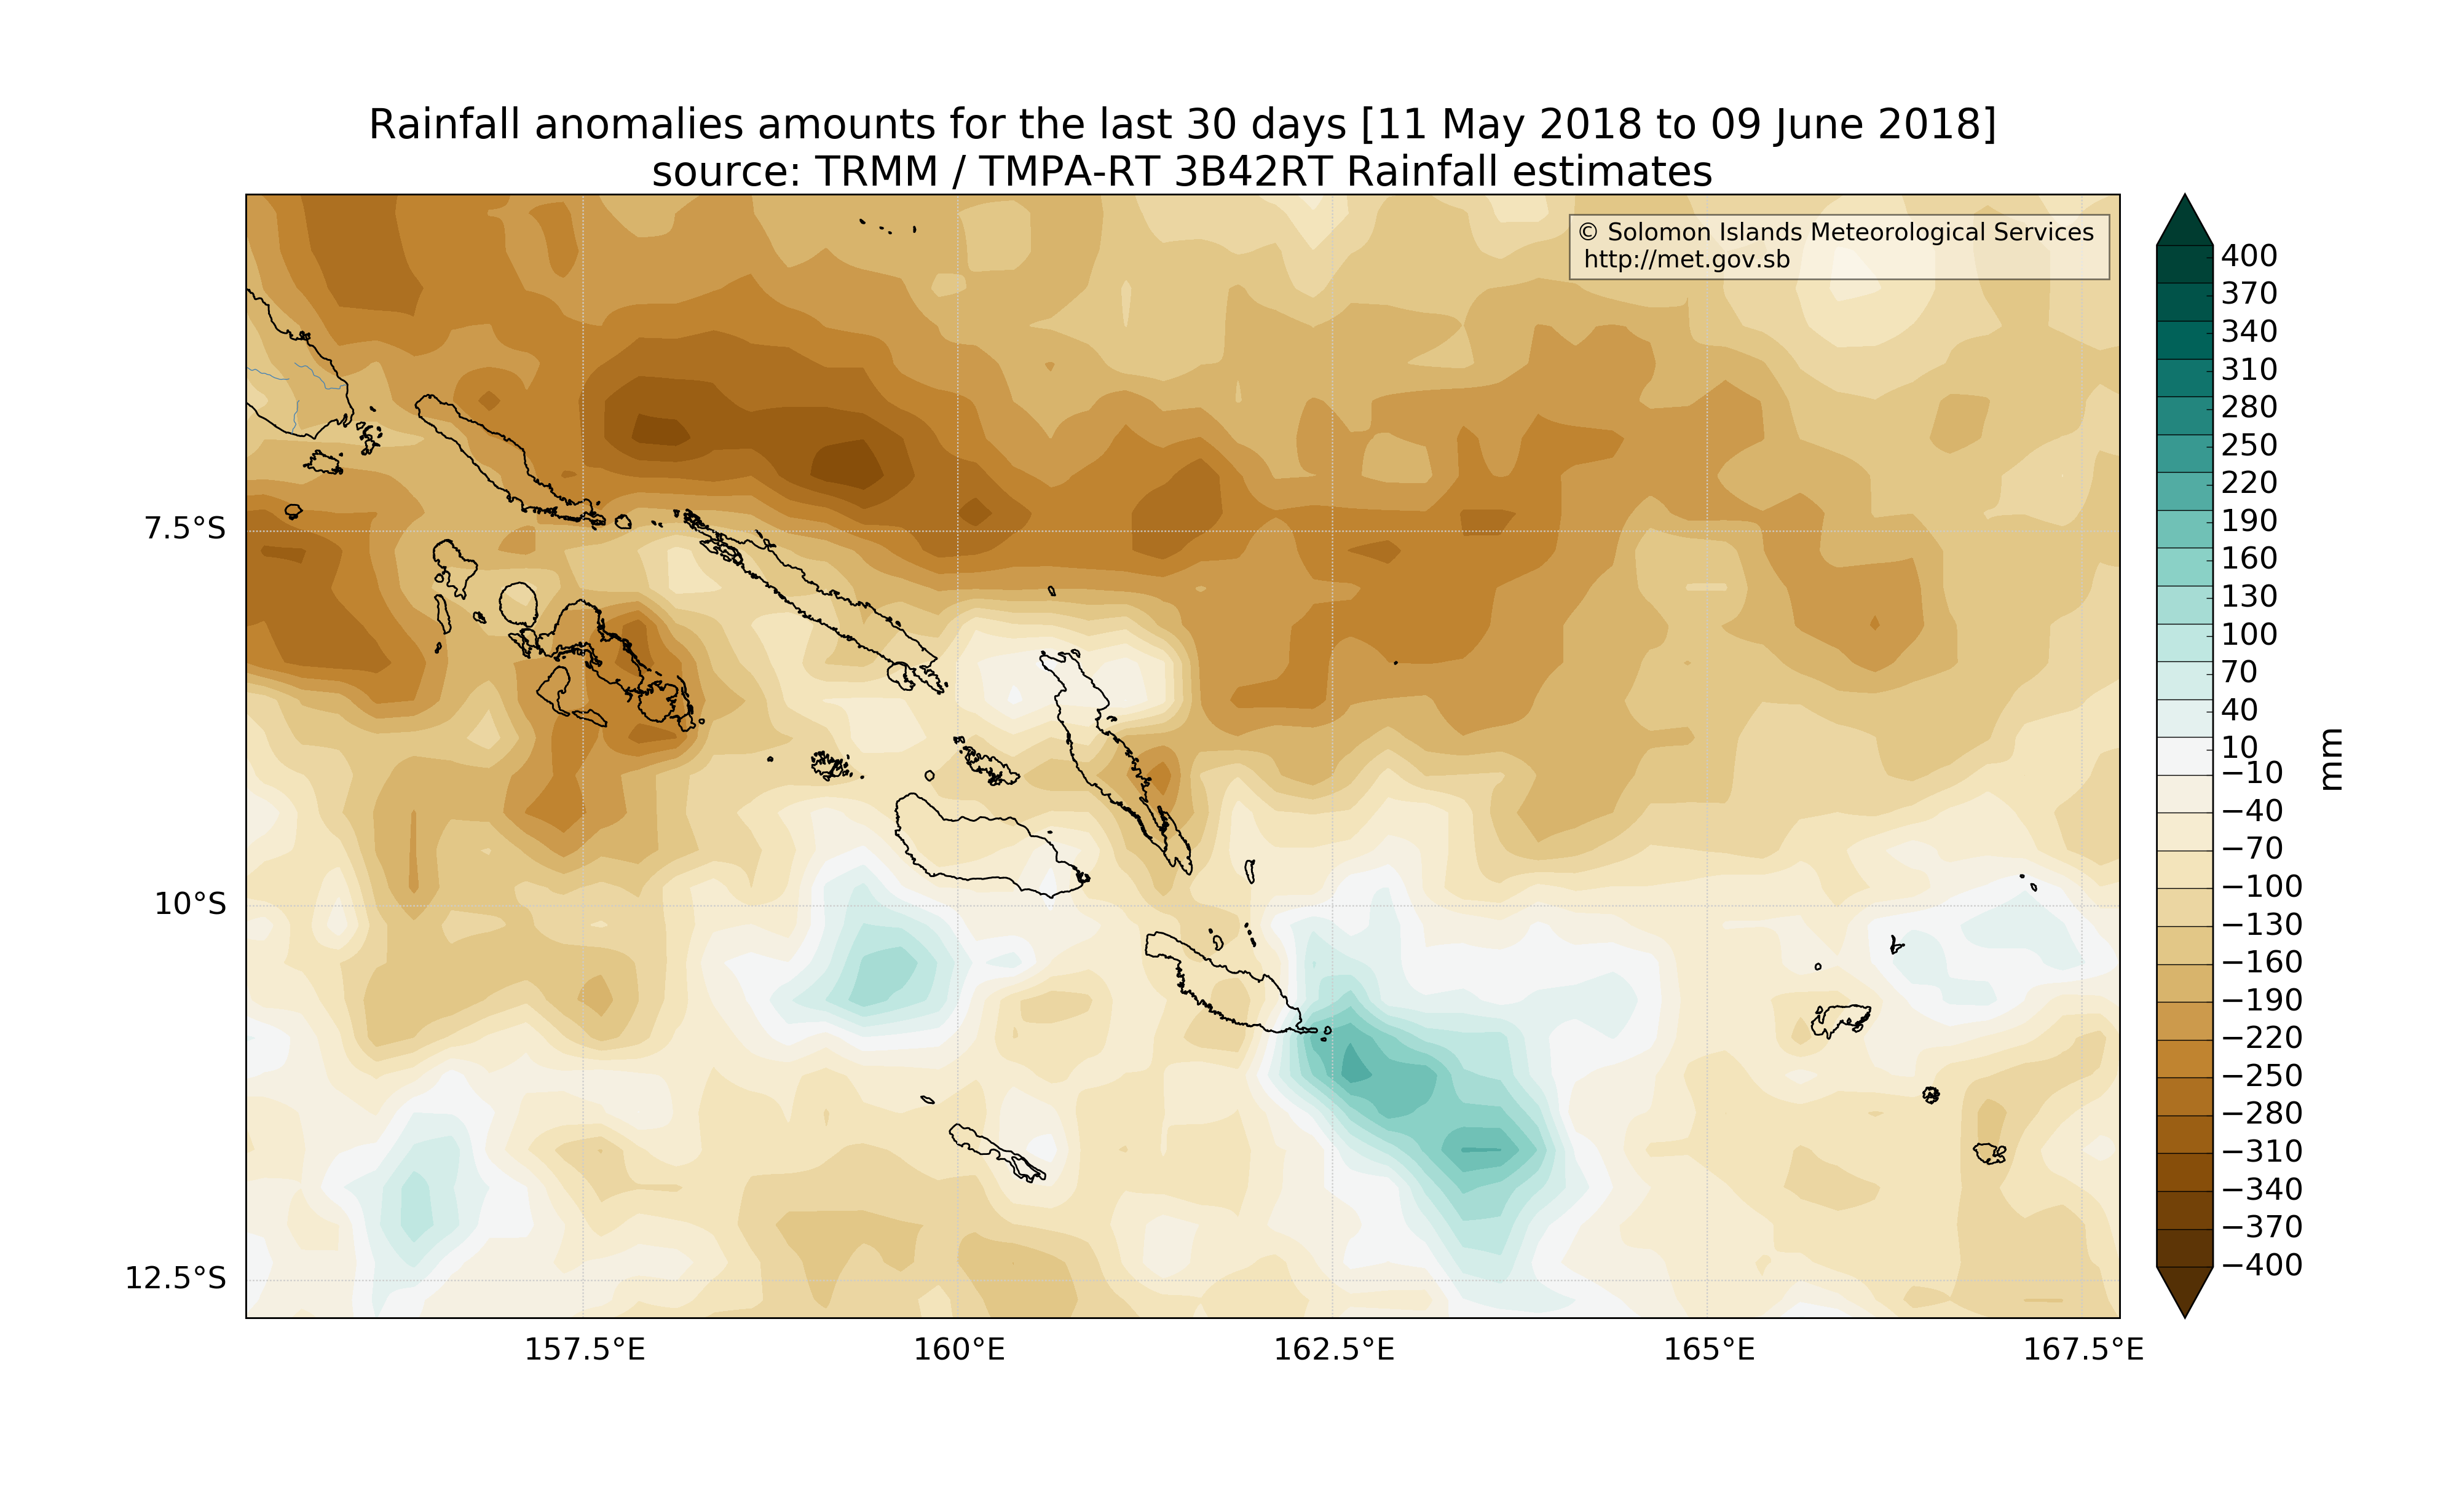 Rainfall anomalies amounts for the last 30 days [11 May 2018 to 09 June 2018]
source: TRMM / TMPA-RT 3B42RT Rainfall estimates
© Solomon Islands Meteorological Services
http://met.gov.sb
7.5°S
10°S
12.5°S
157.5°E
160°E
162.5°E
165°E
167.5°E
400
370
340
310
280
250
220
190
160
130
100
70
40
10
−10
−40
−70
−100
−130
−160
−190
−220
−250
−280
−310
−340
−370
−400
mm